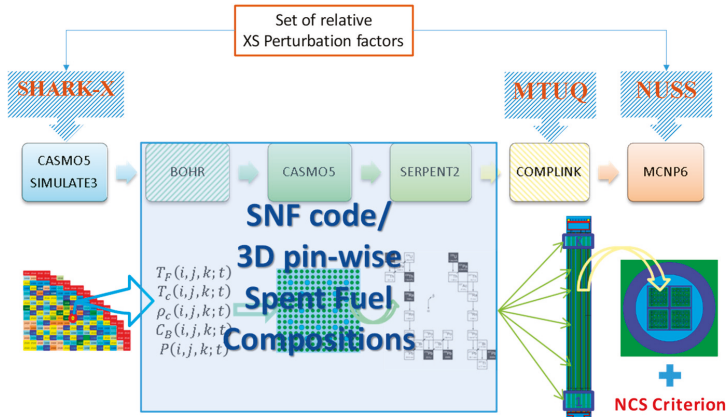 Set of relative
XS Perturbation factors
SHARK-X
MTUQ
NUSS
CASMO5
SIMULATE3
BOHR
CASMO5
SERPENT2
COMPLINK
MCNP6
SNF code/
3D pin-wise
Spent Fuel
Compositions
T_F(i,j,k;t)
T_c(i,j,k;t)
ρ_c(i,j,k;t)
C_B(i,j,k;t)
P(i,j,k;t)
K
1
+
NCS Criterion